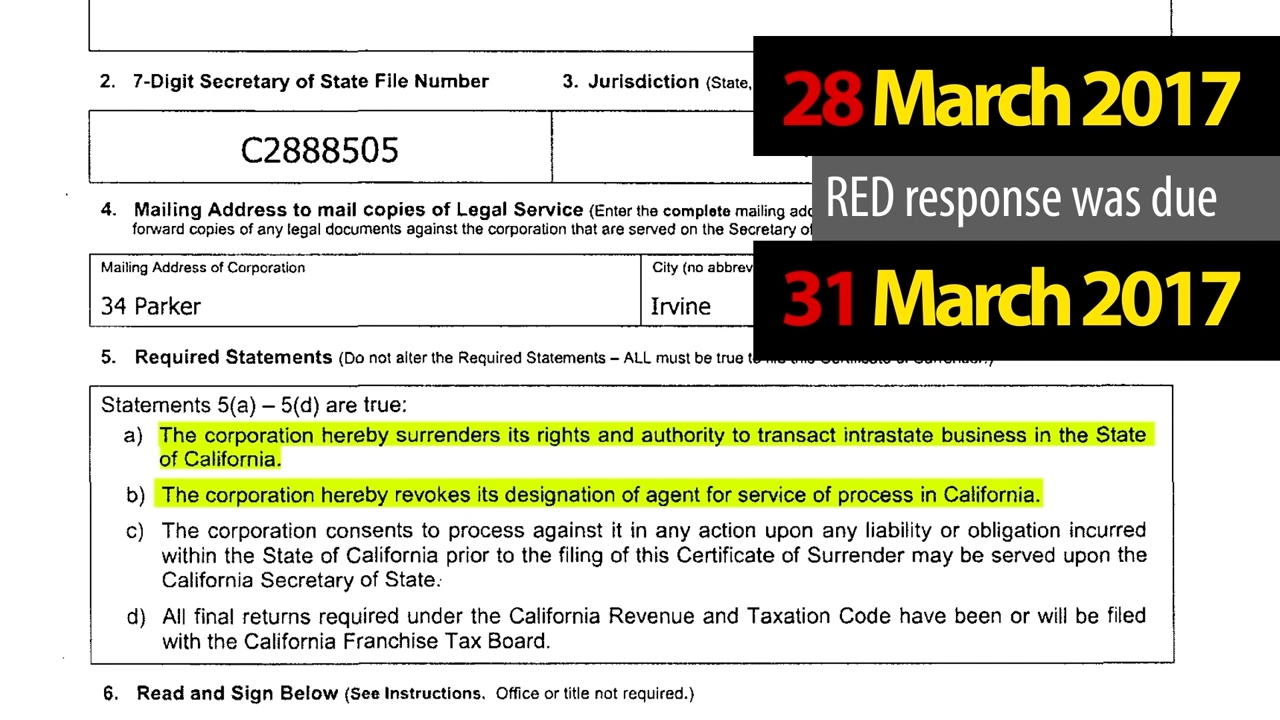 2. 7-Digit Secretary of State File Number
3. Jurisdiction (State,
C2888505
4. Mailing Address to mail copies of Legal Service (Enter the complete mailing
forward copies of any legal documents against the corporation that are served on the Secretary of
Mailing Address of Corporation
City (no
34 Parker
Irvine
5. Required Statements (Do not alter the Required Statements – ALL must be true
Statements 5(a) – 5(d) are true:
a) The corporation hereby surrenders its rights and authority to transact intrastate business in the State
of California.
b) The corporation hereby revokes its designation of agent for service of process in California.
c) The corporation consents to process against it in any action upon any liability or obligation incurred
within the State of California prior to the filing of this Certificate of Surrender may be served upon the
California Secretary of State.
d) All final returns required under the California Revenue and Taxation Code have been or will be filed
with the California Franchise Tax Board.
6. Read and Sign Below (See Instructions. Office or title not required.)
28 March 2017
RED response was due
31 March 2017